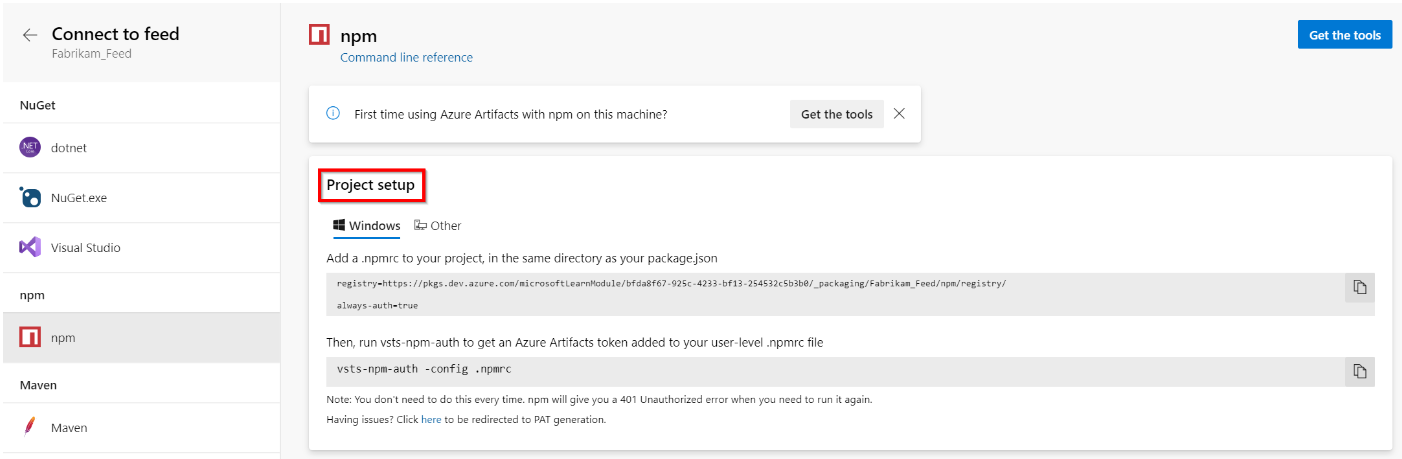 Connect to feed
Fabrikam_Feed
NuGet
.NET
CORE
dotnet
NuGet.exe
Visual Studio
npm
npm
Maven
Maven
npm
Command line reference
Get the tools
First time using Azure Artifacts with npm on this machine?
Get the tools
Project setup
Windows
Other
Add a .npmrc to your project, in the same directory as your package.json
registry=https://pkgs.dev.azure.com/microsoftLearnModule/bfda8f67-925c-4233-bf13-254532c5b3b0/_packaging/Fabrikam_Feed/npm/registry/
always-auth=true
Then, run vsts-npm-auth to get an Azure Artifacts token added to your user-level .npmrc file
vsts-npm-auth -config .npmrc
Note: You don't need to do this every time. npm will give you a 401 Unauthorized error when you need to run it again.
Having issues? Click here to be redirected to PAT generation.